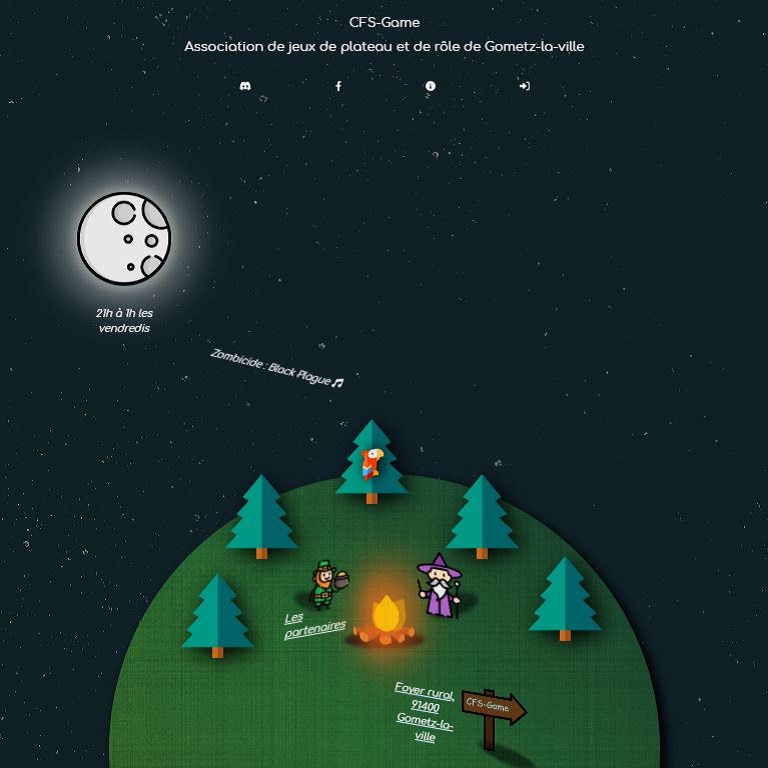 CFS-Game
Association de jeux de plateau et de rôle de Gometz-la-ville
21h à 1h les
vendredis
Zombicide : Black Plague
Les
partenaires
Foyer rural,
91400
Gometz-la-
ville
CFS-Game